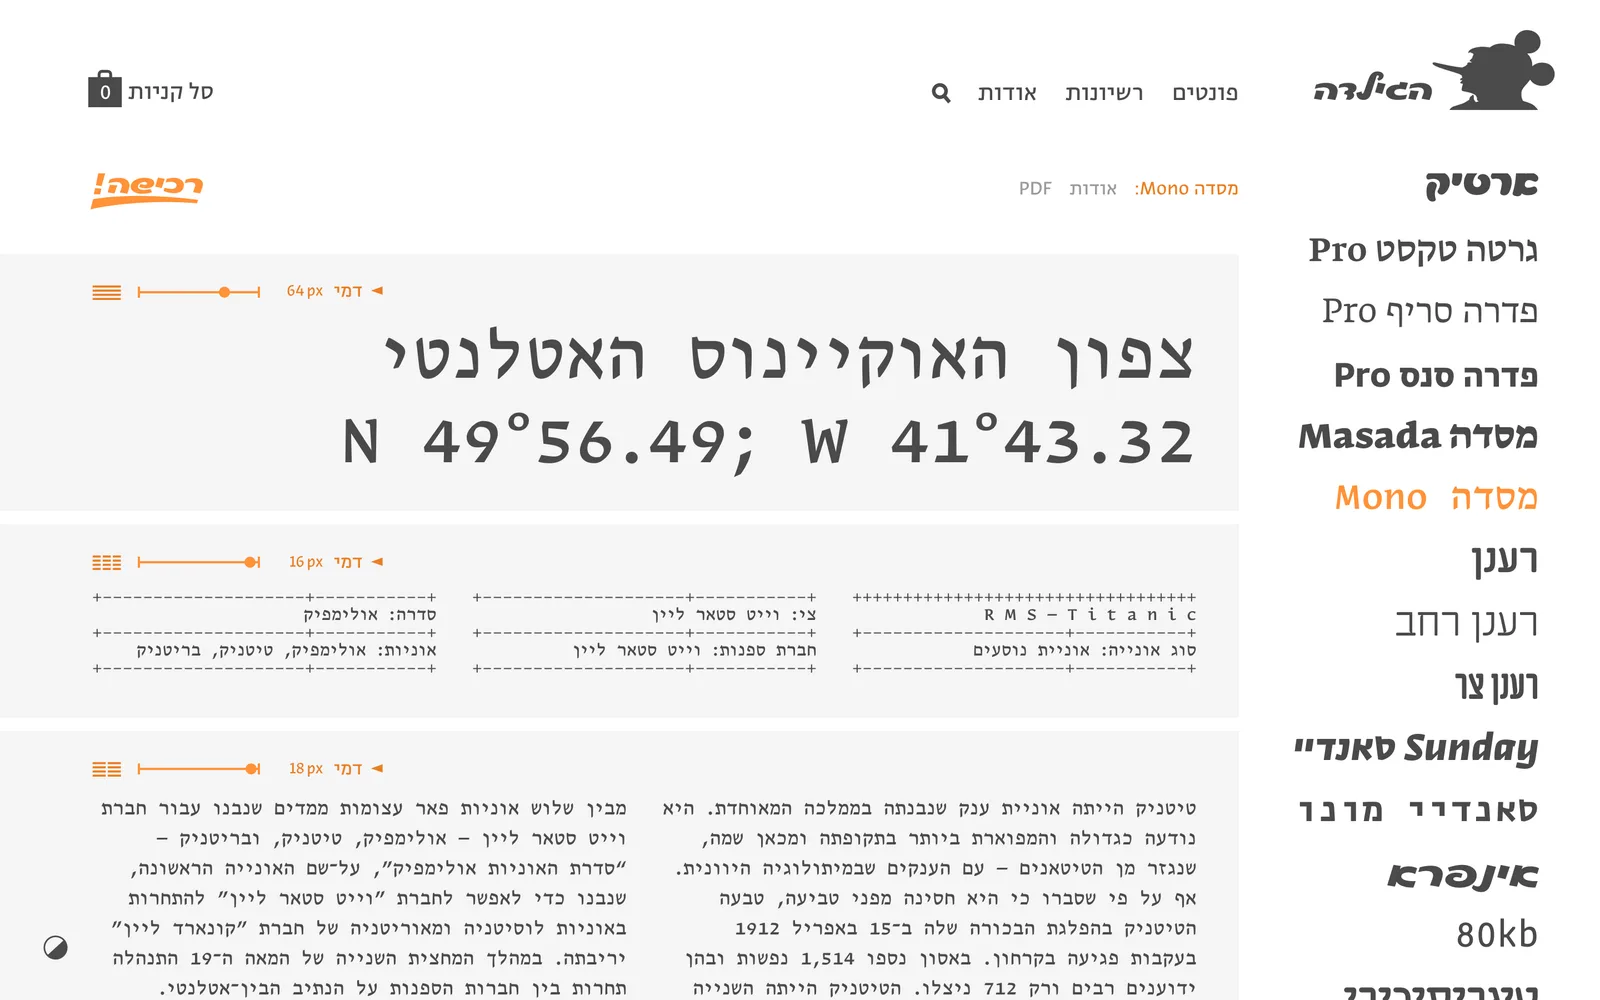 הגילדה
פונטים
רשיונות
אודות
סל קניות
0
מסדה Mono:
אודות
PDF
רכישה!
ארטיק
גרטה טקסט Pro
פדרה סריף Pro
פדרה סנס Pro
מסדה Masada
מסדה Mono
רענן
רענן רחב
רענן צר
סאנדיי Sunday
סאנדיי מונו
אינפרא
80kb
דמי 64 px
צפון האוקיינוס האטלנטי
N 49°56.49; W 41°43.32
דמי 16 px
++++++++++++++++++++++++++++++++++
RMS–Titanic
+-----------+--------------------+
סוג אונייה: אוניית נוסעים
+-----------+--------------------+
+-----------+--------------------+
צי: וייט סטאר ליין
+-----------+--------------------+
חברת ספנות: וייט סטאר ליין
+-----------+--------------------+
+-----------+--------------------+
סדרה: אולימפיק
+-----------+--------------------+
אוניות: אולימפיק, טיטניק, בריטניק
+-----------+--------------------+
דמי 18 px
טיטניק הייתה אוניית ענק שנבנתה בממלכה המאוחדת. היא
נודעה כגדולה והמפוארת ביותר בתקופתה ומכאן שמה,
שנגזר מן הטיטאנים – עם הענקים שבמיתולוגיה היוונית.
אף על פי שסברו כי היא חסינה מפני טביעה, טבעה
הטיטניק בהפלגת הבכורה שלה ב־15 באפריל 1912
בעקבות פגיעה בקרחון. באסון נספו 1,514 נפשות ובהן
ידוענים רבים ורק 712 ניצלו. הטיטניק הייתה השנייה
מבין שלוש אוניות פאר עצומות ממדים שנבנו עבור חברת
וייט סטאר ליין – אולימפיק, טיטניק, ובריטניק –
“סדרת האוניות אולימפיק”, על־שם האונייה הראשונה,
שנבנו כדי לאפשר לחברת ”וייט סטאר ליין” להתחרות
באוניות לוסיטניה ומאוריטניה של חברת ”קונארד ליין”
יריבתה. במהלך המחצית השנייה של המאה ה־19 התנהלה
תחרות בין חברות הספנות על הנתיב הבין־אטלנטי.